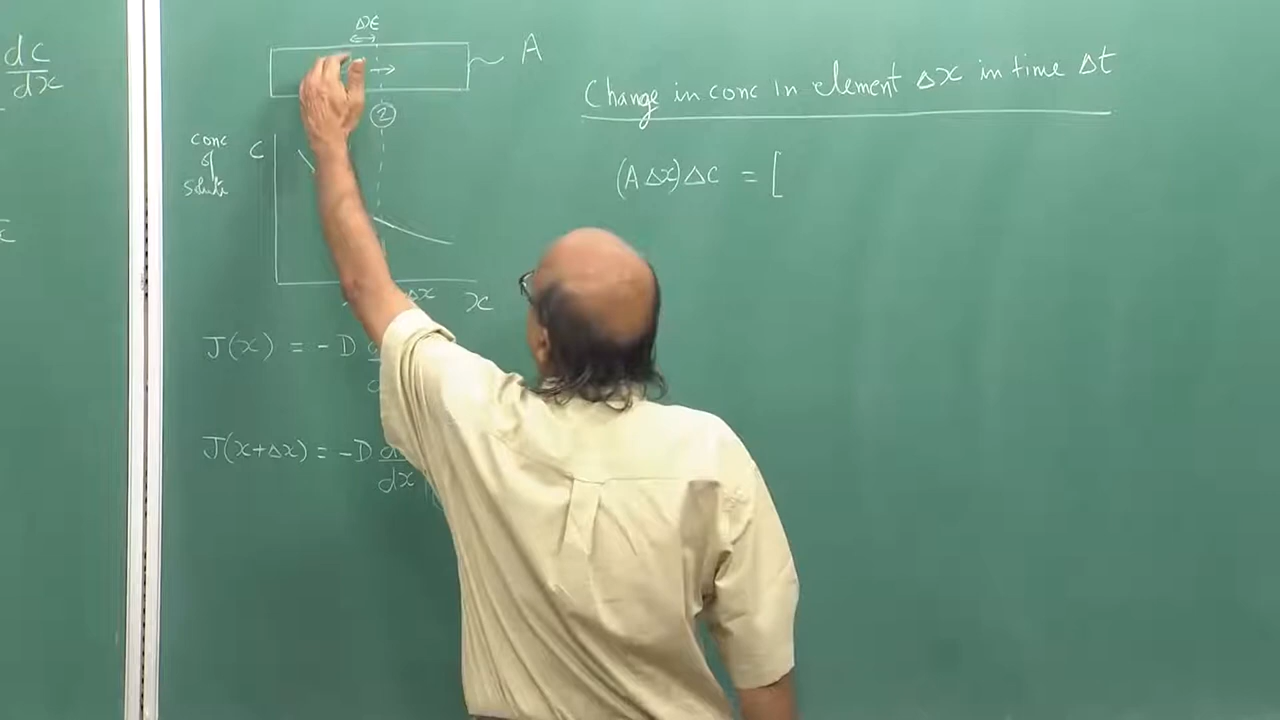 dc
dx
Δx
A
Change in conc in element Δx in time Δt
②
conc
of
solute
C
(AΔx)ΔC = [
Δx
x
J(x) = -D
J(x+Δx) = -D d
dx